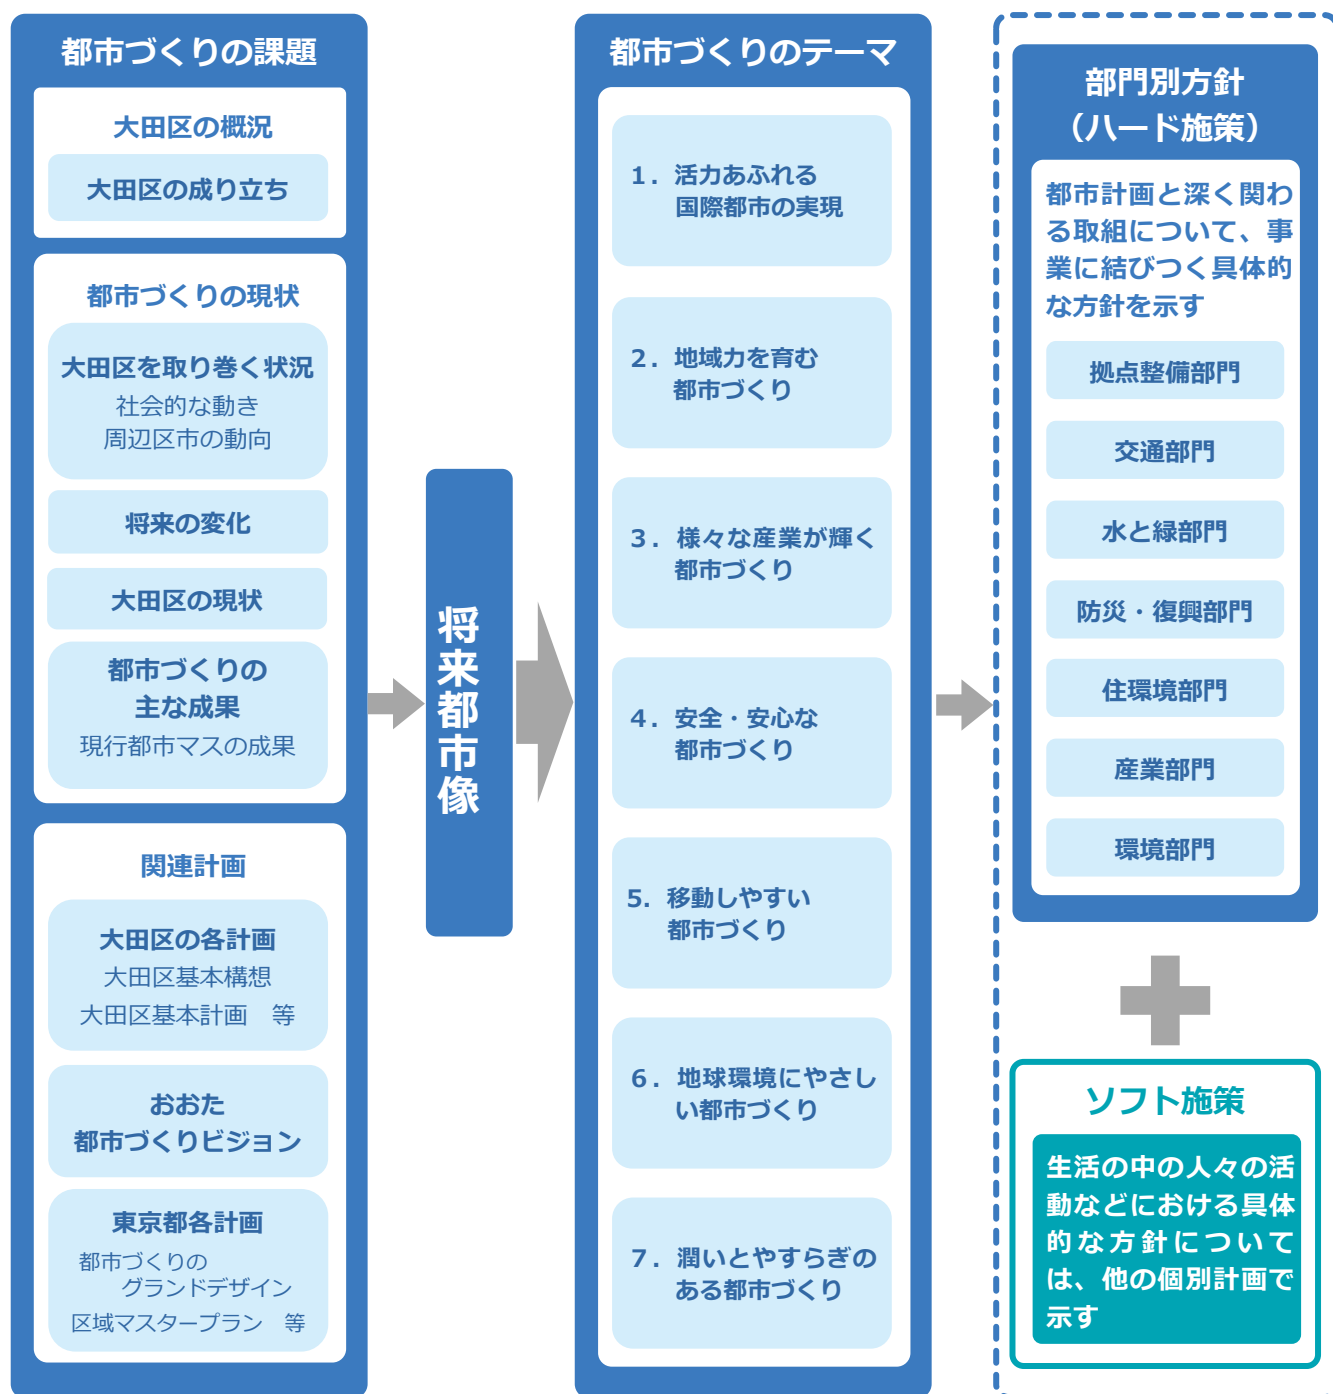 都市づくりの課題
大田区の概況
大田区の成り立ち
都市づくりの現状
大田区を取り巻く状況
社会的な動き
周辺区市の動向
将来の変化
大田区の現状
都市づくりの
主な成果
現行都市マスの成果
関連計画
大田区の各計画
大田区基本構想
大田区基本計画　等
おおた
都市づくりビジョン
東京都各計画
都市づくりの
グランドデザイン
区域マスタープラン　等
将来都市像
都市づくりのテーマ
1．活力あふれる
国際都市の実現
2．地域力を育む
都市づくり
3．様々な産業が輝く
都市づくり
4．安全・安心な
都市づくり
5. 移動しやすい
都市づくり
6．地球環境にやさし
い都市づくり
7．潤いとやすらぎの
ある都市づくり
部門別方針
（ハード施策）
都市計画と深く関わ
る取組について、事
業に結びつく具体的
な方針を示す
拠点整備部門
交通部門
水と緑部門
防災・復興部門
住環境部門
産業部門
環境部門
ソフト施策
生活の中の人々の活
動などにおける具体
的な方針について
は、他の個別計画で
示す